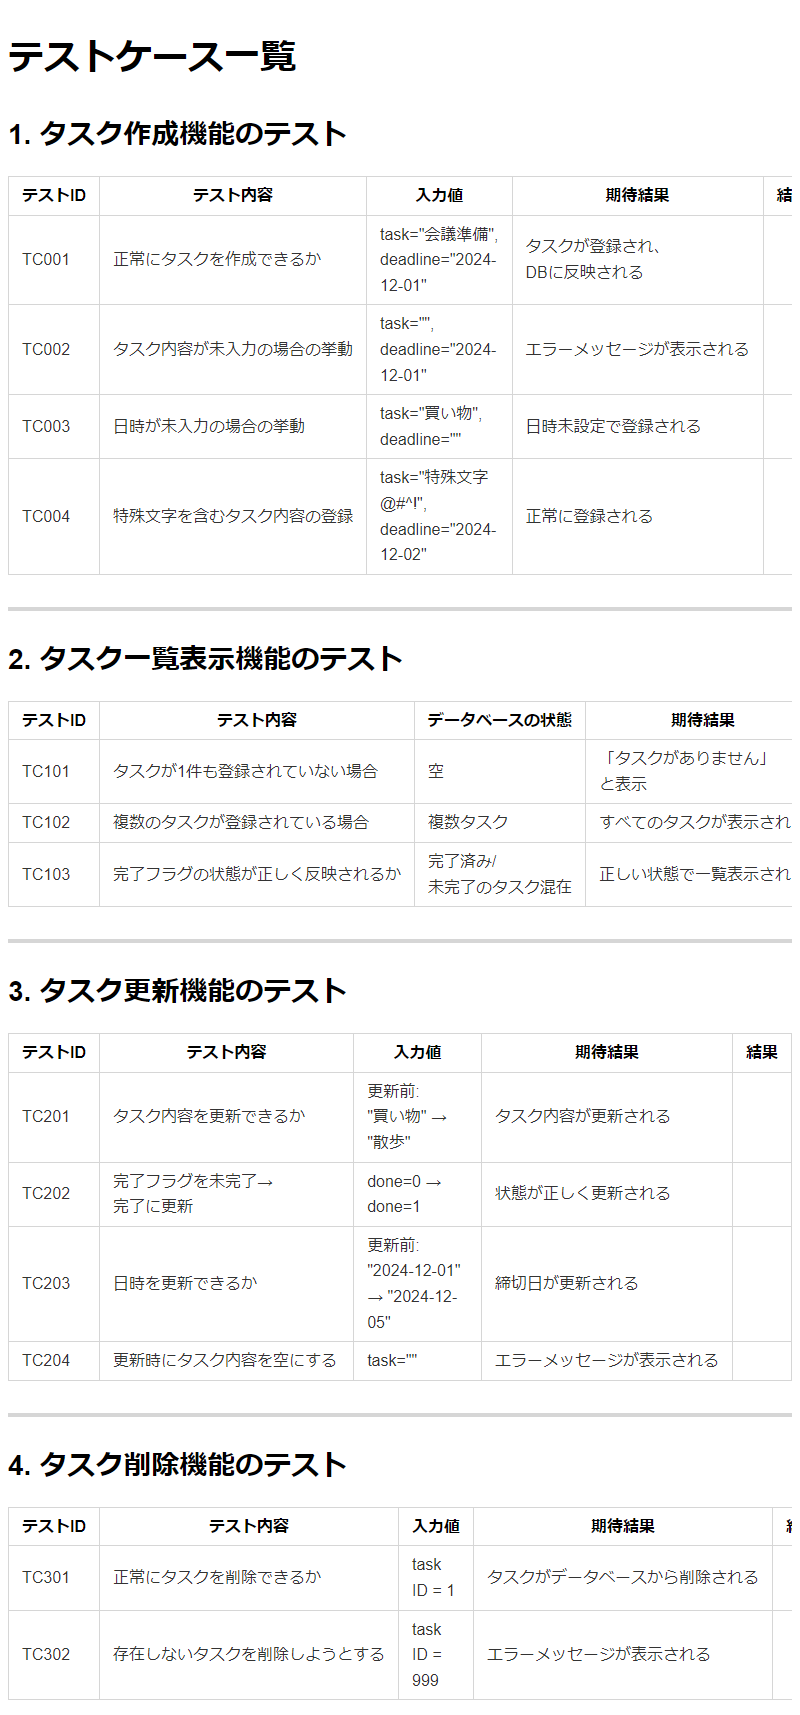 テストケース一覧
1. タスク作成機能のテスト
テストID テスト内容 入力値 期待結果
TC001 正常にタスクを作成できるか task="会議準備", deadline="2024-12-01" タスクが登録され、DBに反映される
TC002 タスク内容が未入力の場合の挙動 task="", deadline="2024-12-01" エラーメッセージが表示される
TC003 日時が未入力の場合の挙動 task="買い物", deadline="" 日時未設定で登録される
TC004 特殊文字を含むタスク内容の登録 task="特殊文字@#^!", deadline="2024-12-02" 正常に登録される
2. タスク一覧表示機能のテスト
テストID テスト内容 データベースの状態 期待結果
TC101 タスクが1件も登録されていない場合 空 「タスクがありません」と表示
TC102 複数のタスクが登録されている場合 複数タスク すべてのタスクが表示され
TC103 完了フラグの状態が正しく反映されるか 完了済み/未完了のタスク混在 正しい状態で一覧表示され
3. タスク更新機能のテスト
テストID テスト内容 入力値 期待結果 結果
TC201 タスク内容を更新できるか 更新前: "買い物" → "散歩" タスク内容が更新される
TC202 完了フラグを未完了→完了に更新 done=0 → done=1 状態が正しく更新される
TC203 日時を更新できるか 更新前: "2024-12-01" → "2024-12-05" 締切日が更新される
TC204 更新時にタスク内容を空にする task="" エラーメッセージが表示される
4. タスク削除機能のテスト
テストID テスト内容 入力値 期待結果
TC301 正常にタスクを削除できるか task ID = 1 タスクがデータベースから削除される
TC302 存在しないタスクを削除しようとする task ID = 999 エラーメッセージが表示される